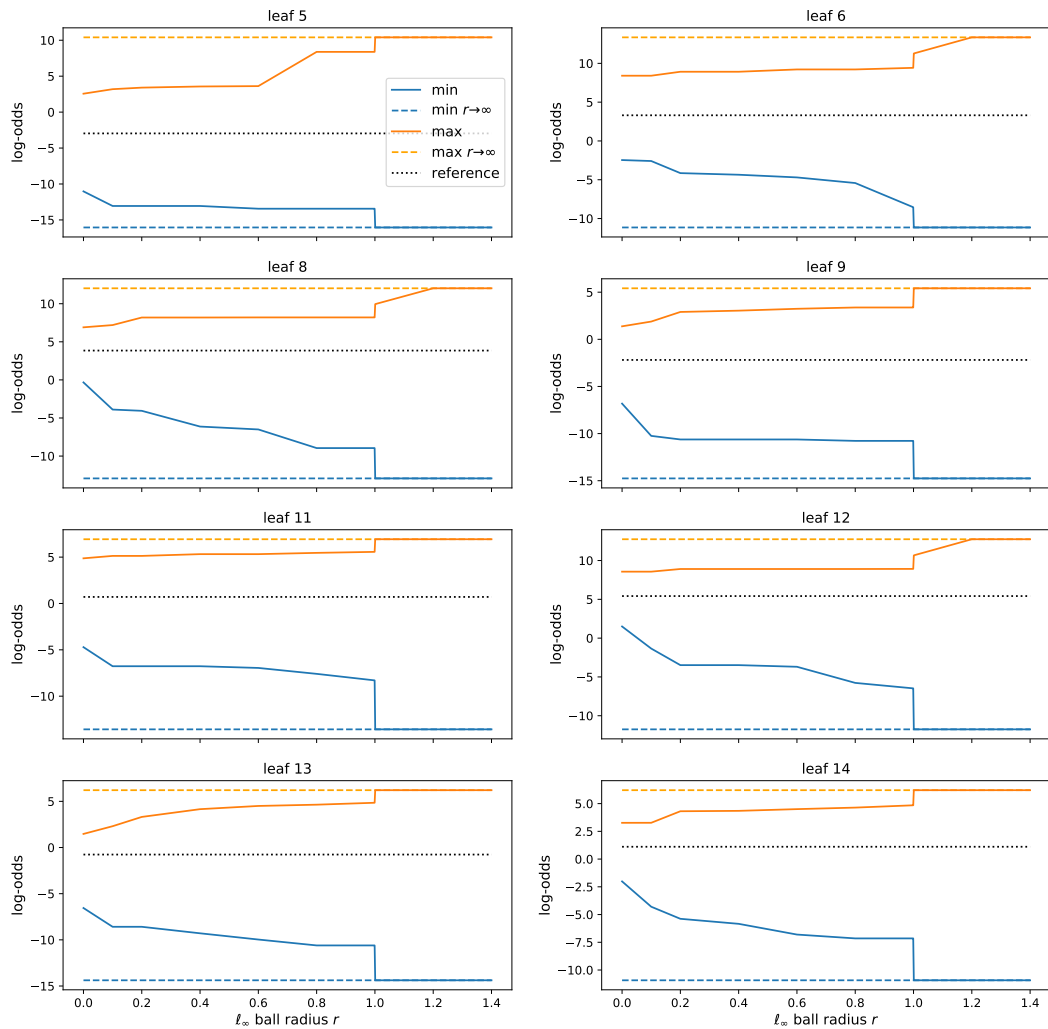 leaf 5
10
5
0
−5
−10
−15
log-odds
min
min r→∞
max
max r→∞
reference
leaf 6
10
5
0
−5
−10
log-odds
leaf 8
10
5
0
−5
−10
log-odds
leaf 9
5
0
−5
−10
−15
log-odds
leaf 11
5
0
−5
−10
log-odds
leaf 12
10
5
0
−5
−10
log-odds
leaf 13
5
0
−5
−10
−15
log-odds
0.0 0.2 0.4 0.6 0.8 1.0 1.2 1.4
ℓ∞ ball radius r
leaf 14
5.0
2.5
0.0
−2.5
−5.0
−7.5
−10.0
log-odds
0.0 0.2 0.4 0.6 0.8 1.0 1.2 1.4
ℓ∞ ball radius r